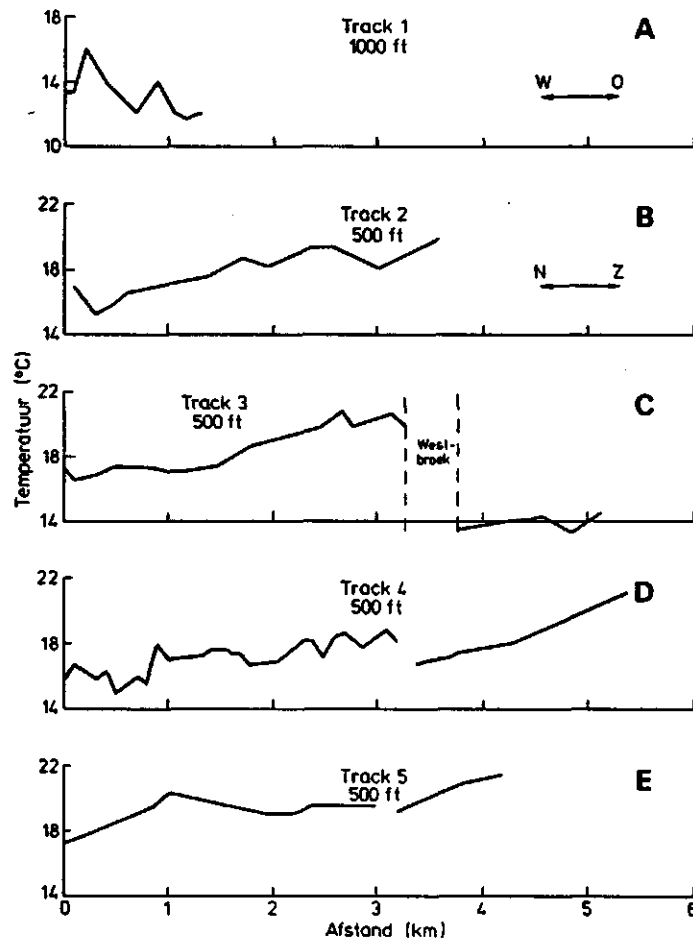 18
14
10
Track 1
1000 ft
A
W O
22
18
14
Track 2
500 ft
B
N Z
Temperatuur (°C)
22
18
14
Track 3
500 ft
C
West-
broek
22
18
14
Track 4
500 ft
D
22
18
14
Track 5
500 ft
E
0 1 2 3 4 5 6
Afstand (km)